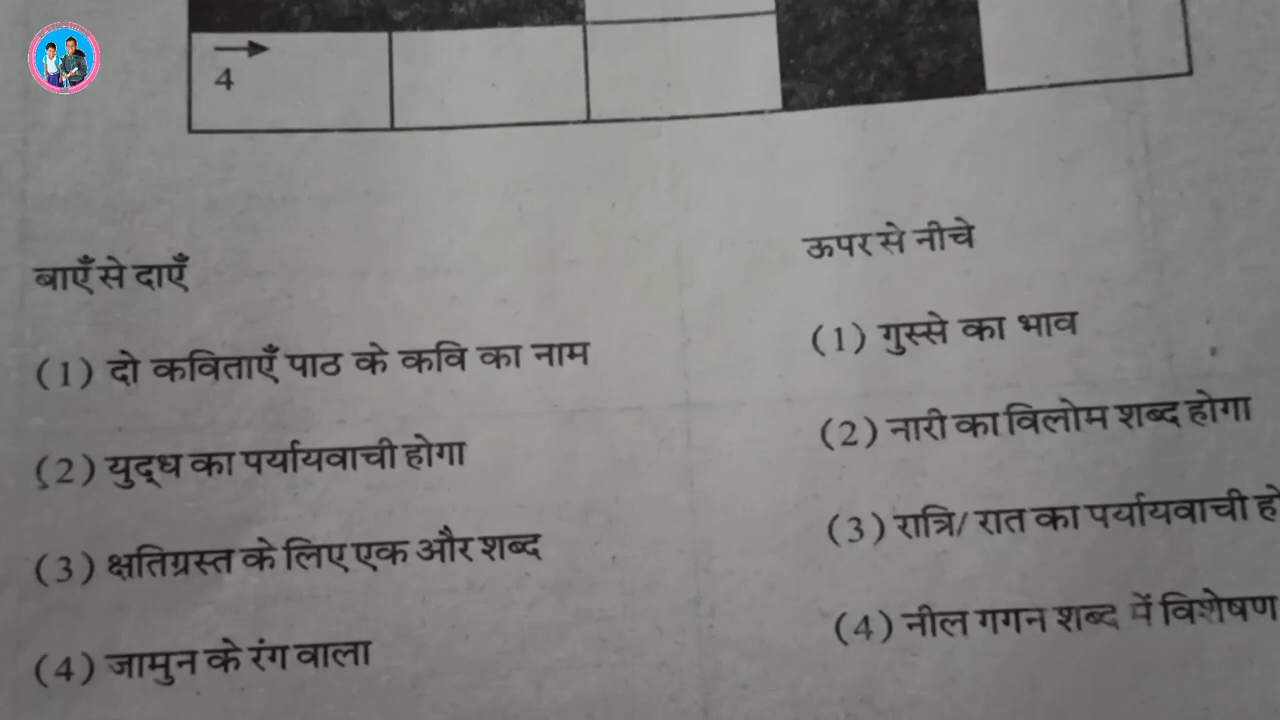 4
बाएँ से दाएँ
(1) दो कविताएँ पाठ के कवि का नाम
(2) युद्ध का पर्यायवाची होगा
(3) क्षतिग्रस्त के लिए एक और शब्द
(4) जामुन के रंग वाला
ऊपर से नीचे
(1) गुस्से का भाव
(2) नारी का विलोम शब्द होगा
(3) रात्रि/ रात का पर्यायवाची हो
(4) नील गगन शब्द में विशेषण